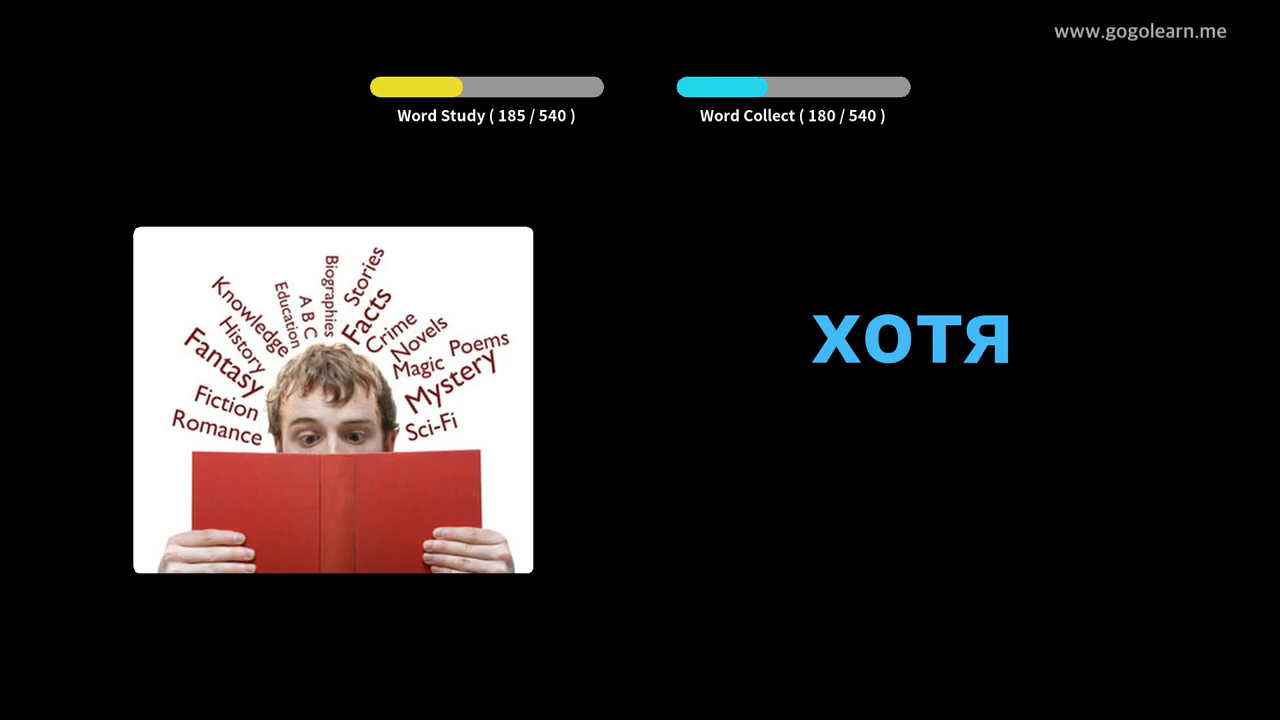 www.gogolearn.me
Word Study ( 185 / 540 )
Word Collect ( 180 / 540 )
Biographies
Stories
Education
A B C
Facts
Knowledge
Crime
History
Novels
Fantasy
Magic
Poems
Mystery
Fiction
Romance
Sci-Fi
хотя